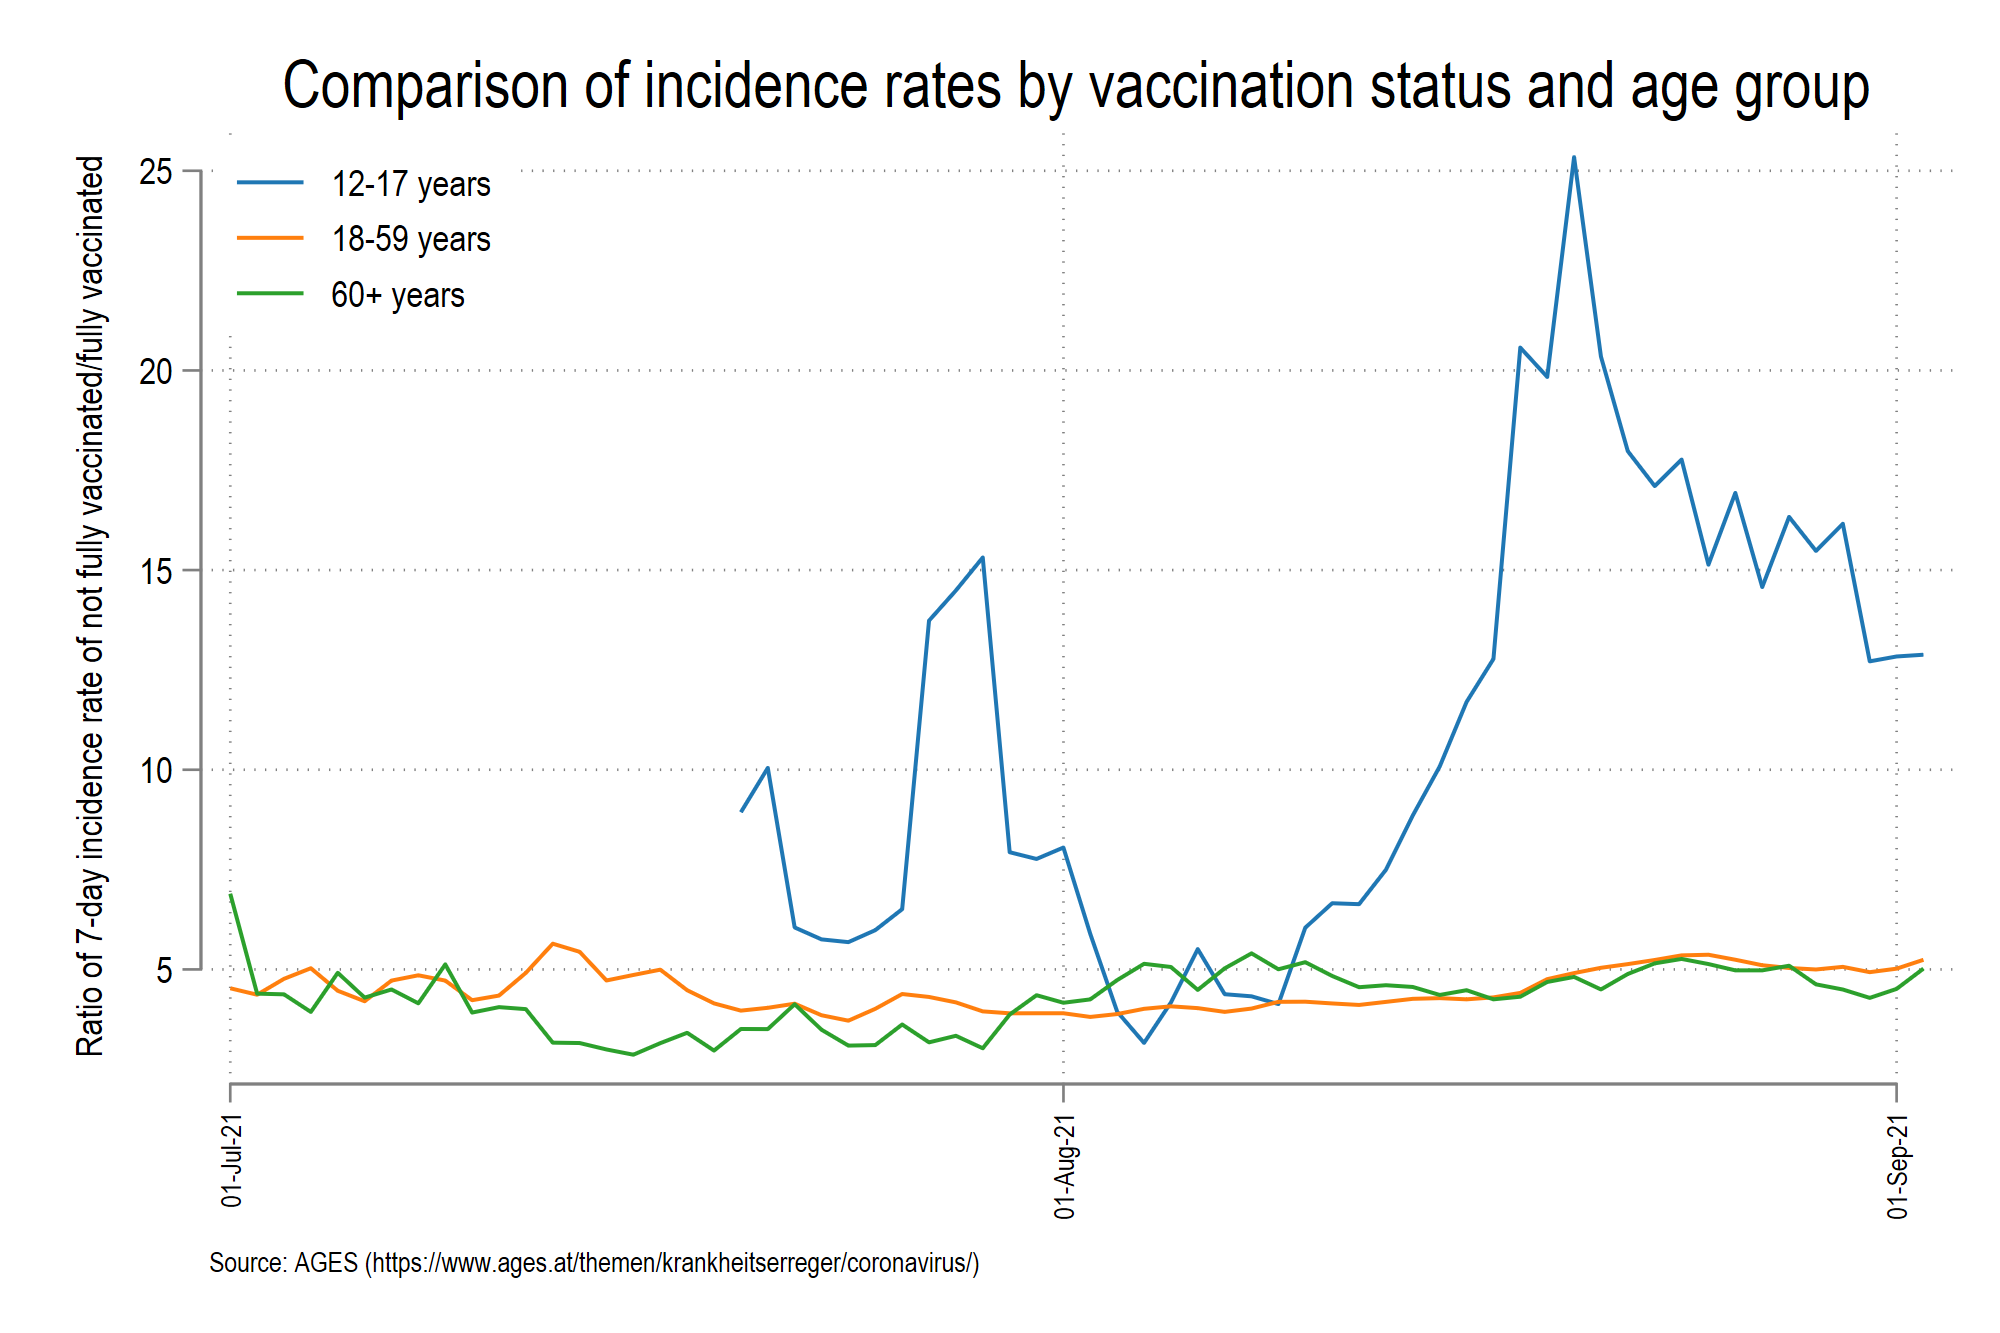 Comparison of incidence rates by vaccination status and age group
Ratio of 7-day incidence rate of not fully vaccinated/fully vaccinated
25
20
15
10
5
12-17 years
18-59 years
60+ years
01-Jul-21
01-Aug-21
01-Sep-21
Source: AGES (https://www.ages.at/themen/krankheitserreger/coronavirus/)